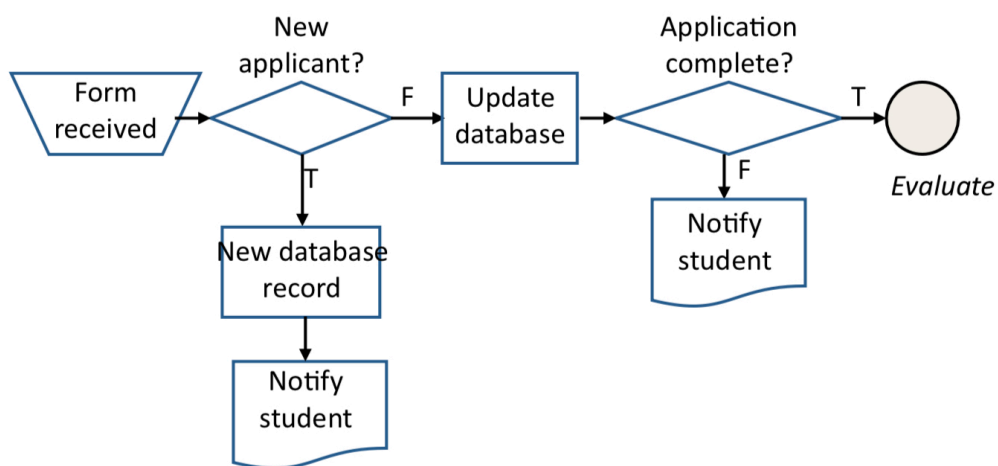 New
applicant?
Application
complete?
Form
received
F
Update
database
T
Evaluate
T
F
New database
record
Notify
student
Notify
student